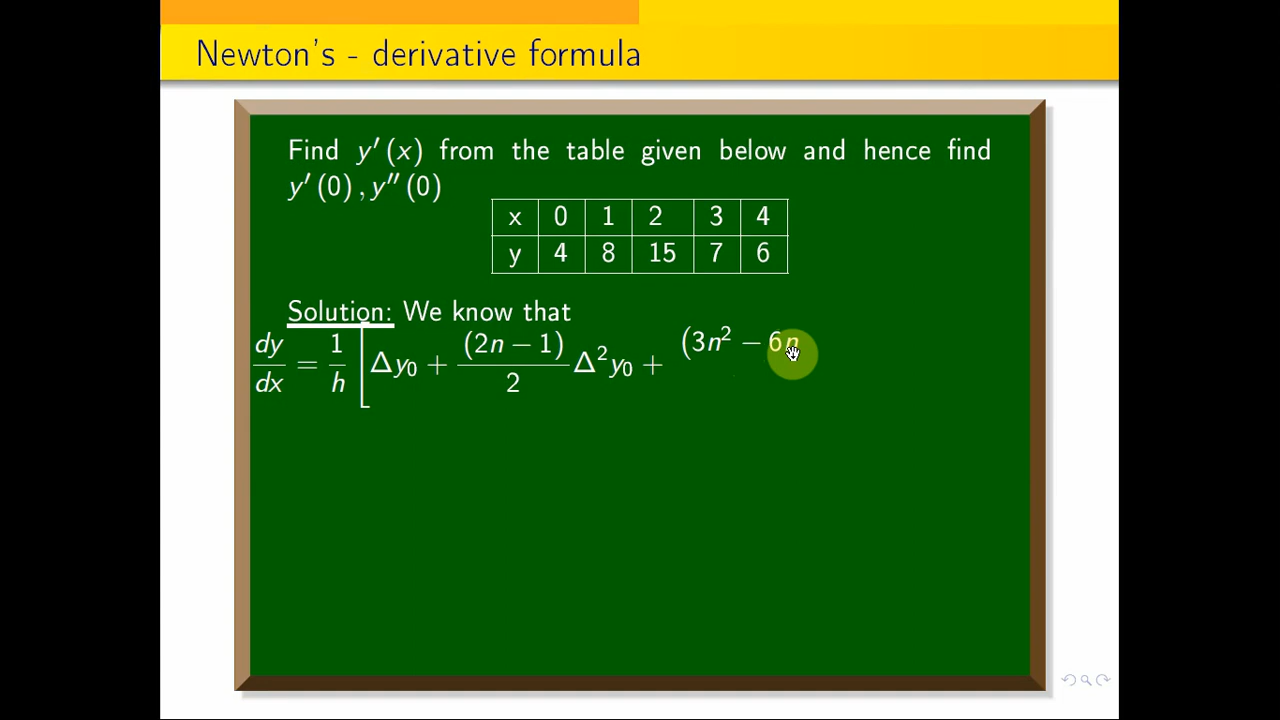 Newton's - derivative formula
Find y′(x) from the table given below and hence find
y′(0), y″(0)
x 0 1 2 3 4
y 4 8 15 7 6
Solution: We know that
dy/dx = 1/h [Δy₀ + (2n − 1)/2 Δ²y₀ + (3n² − 6n